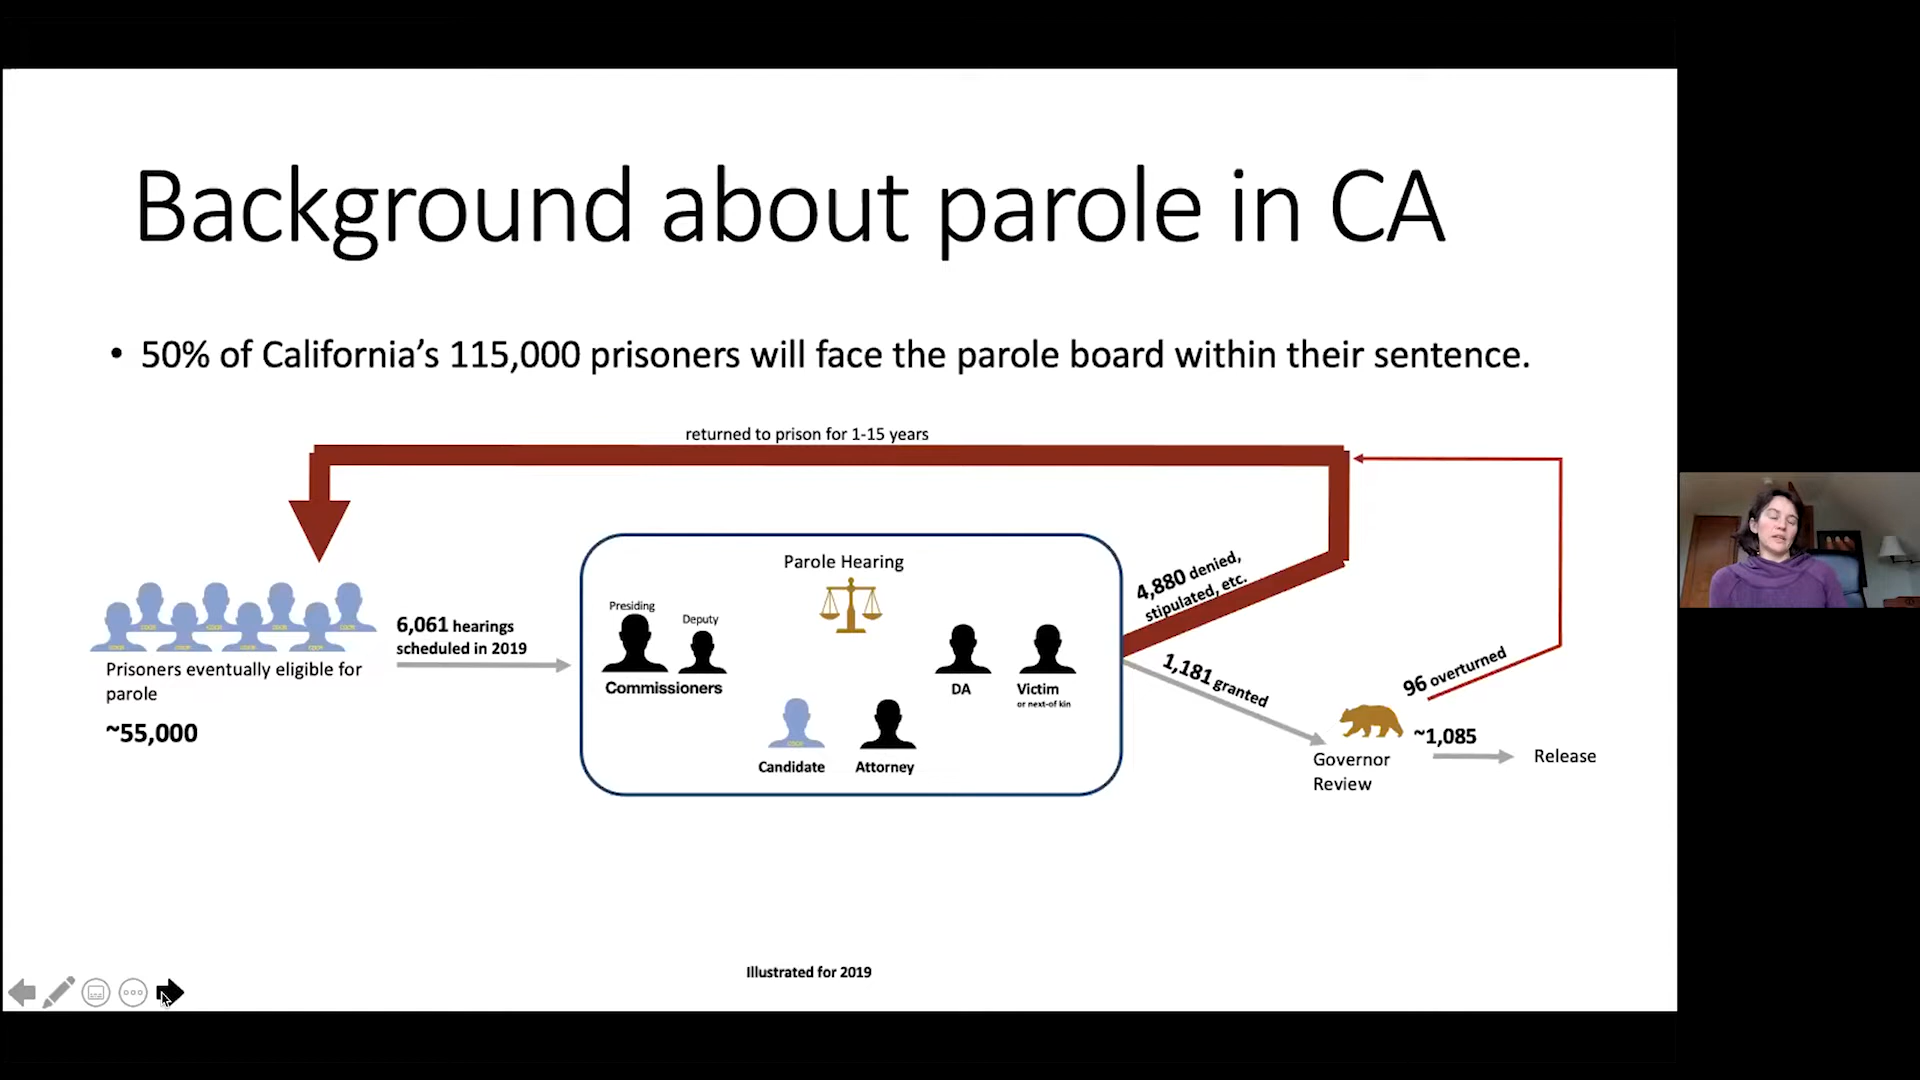 Background about parole in CA
• 50% of California's 115,000 prisoners will face the parole board within their sentence.
returned to prison for 1-15 years
Prisoners eventually eligible for
parole
~55,000
6,061 hearings
scheduled in 2019
Parole Hearing
Presiding
Deputy
Commissioners
DA
Victim
or next-of kin
Candidate
Attorney
4,880 denied,
stipulated, etc.
1,181 granted
96 overturned
~1,085
Governor
Review
Release
Illustrated for 2019